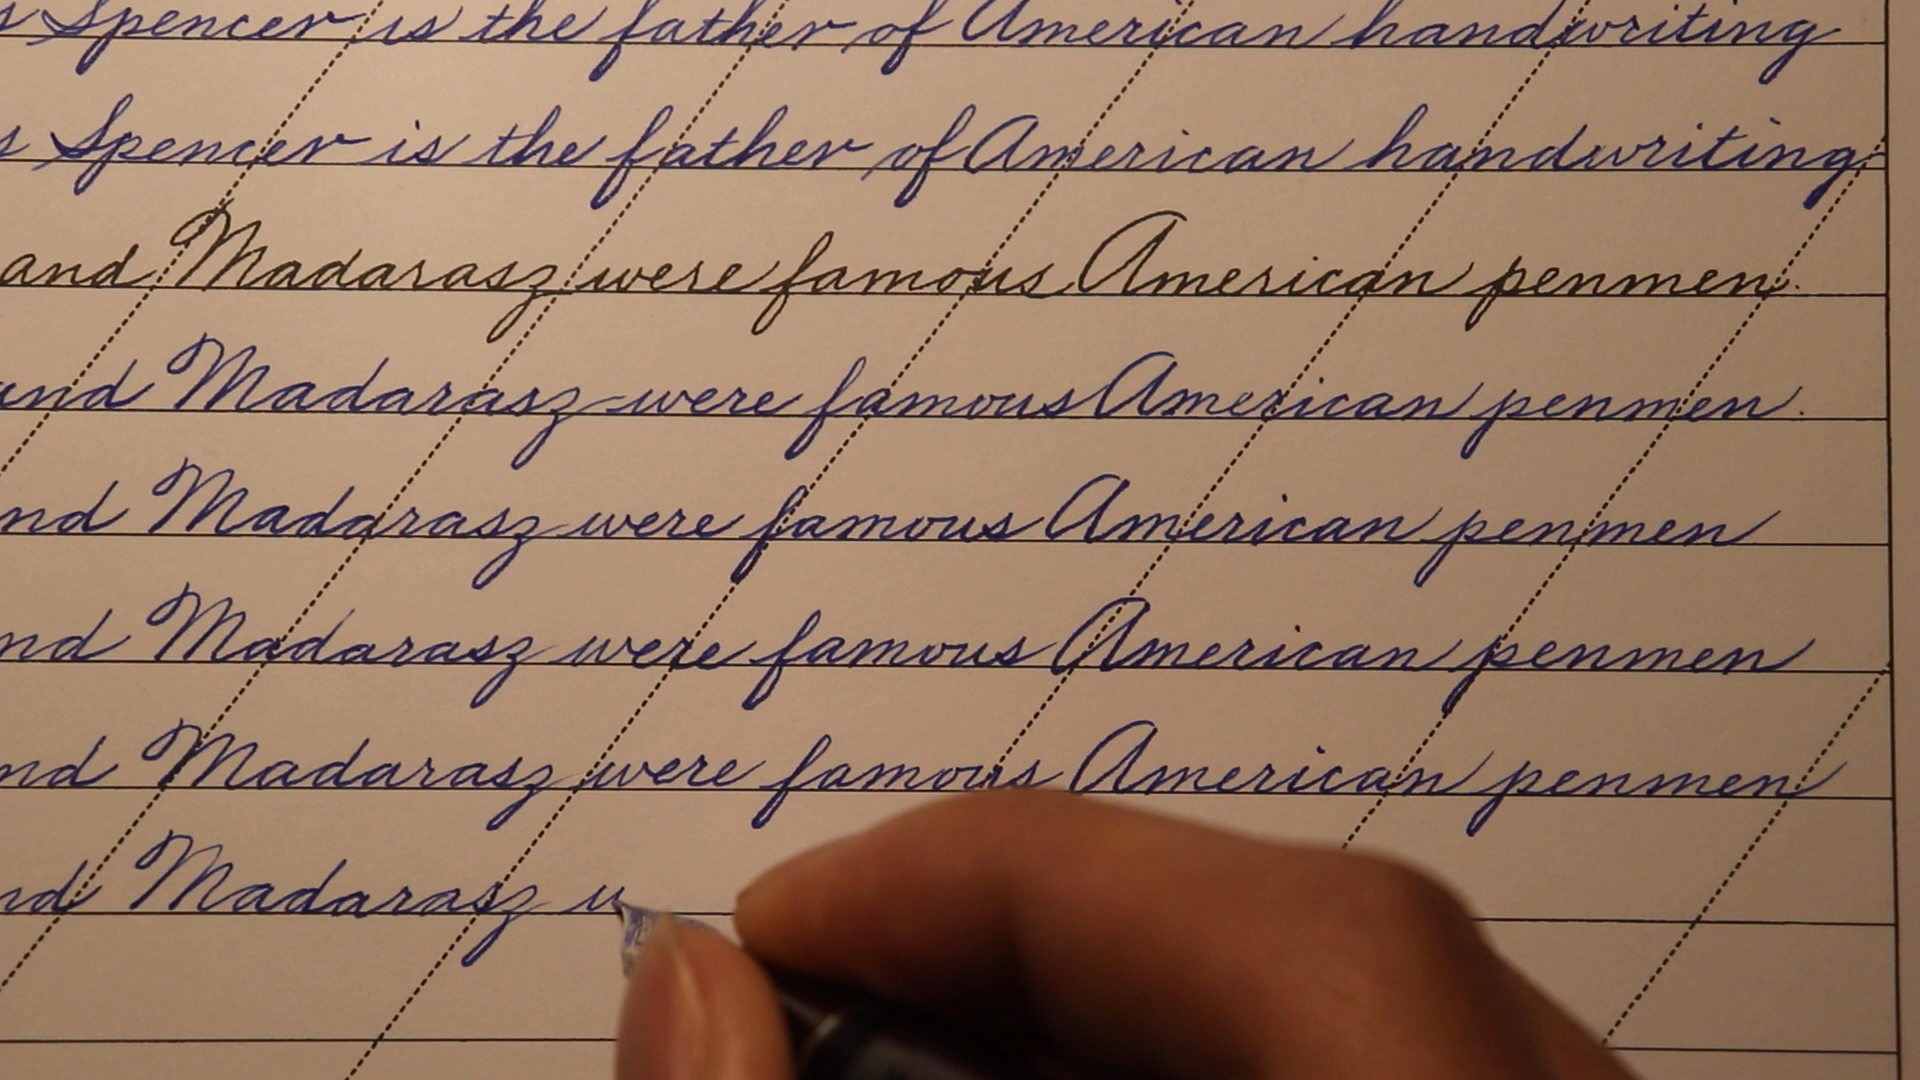 s Spencer is the father of American handwriting
s Spencer is the father of American handwriting.
and Madarasz were famous American penmen.
and Madarasz were famous American penmen.
nd Madarasz were famous American penmen
nd Madarasz were famous American penmen
nd Madarasz were famous American penmen
nd Madarasz w